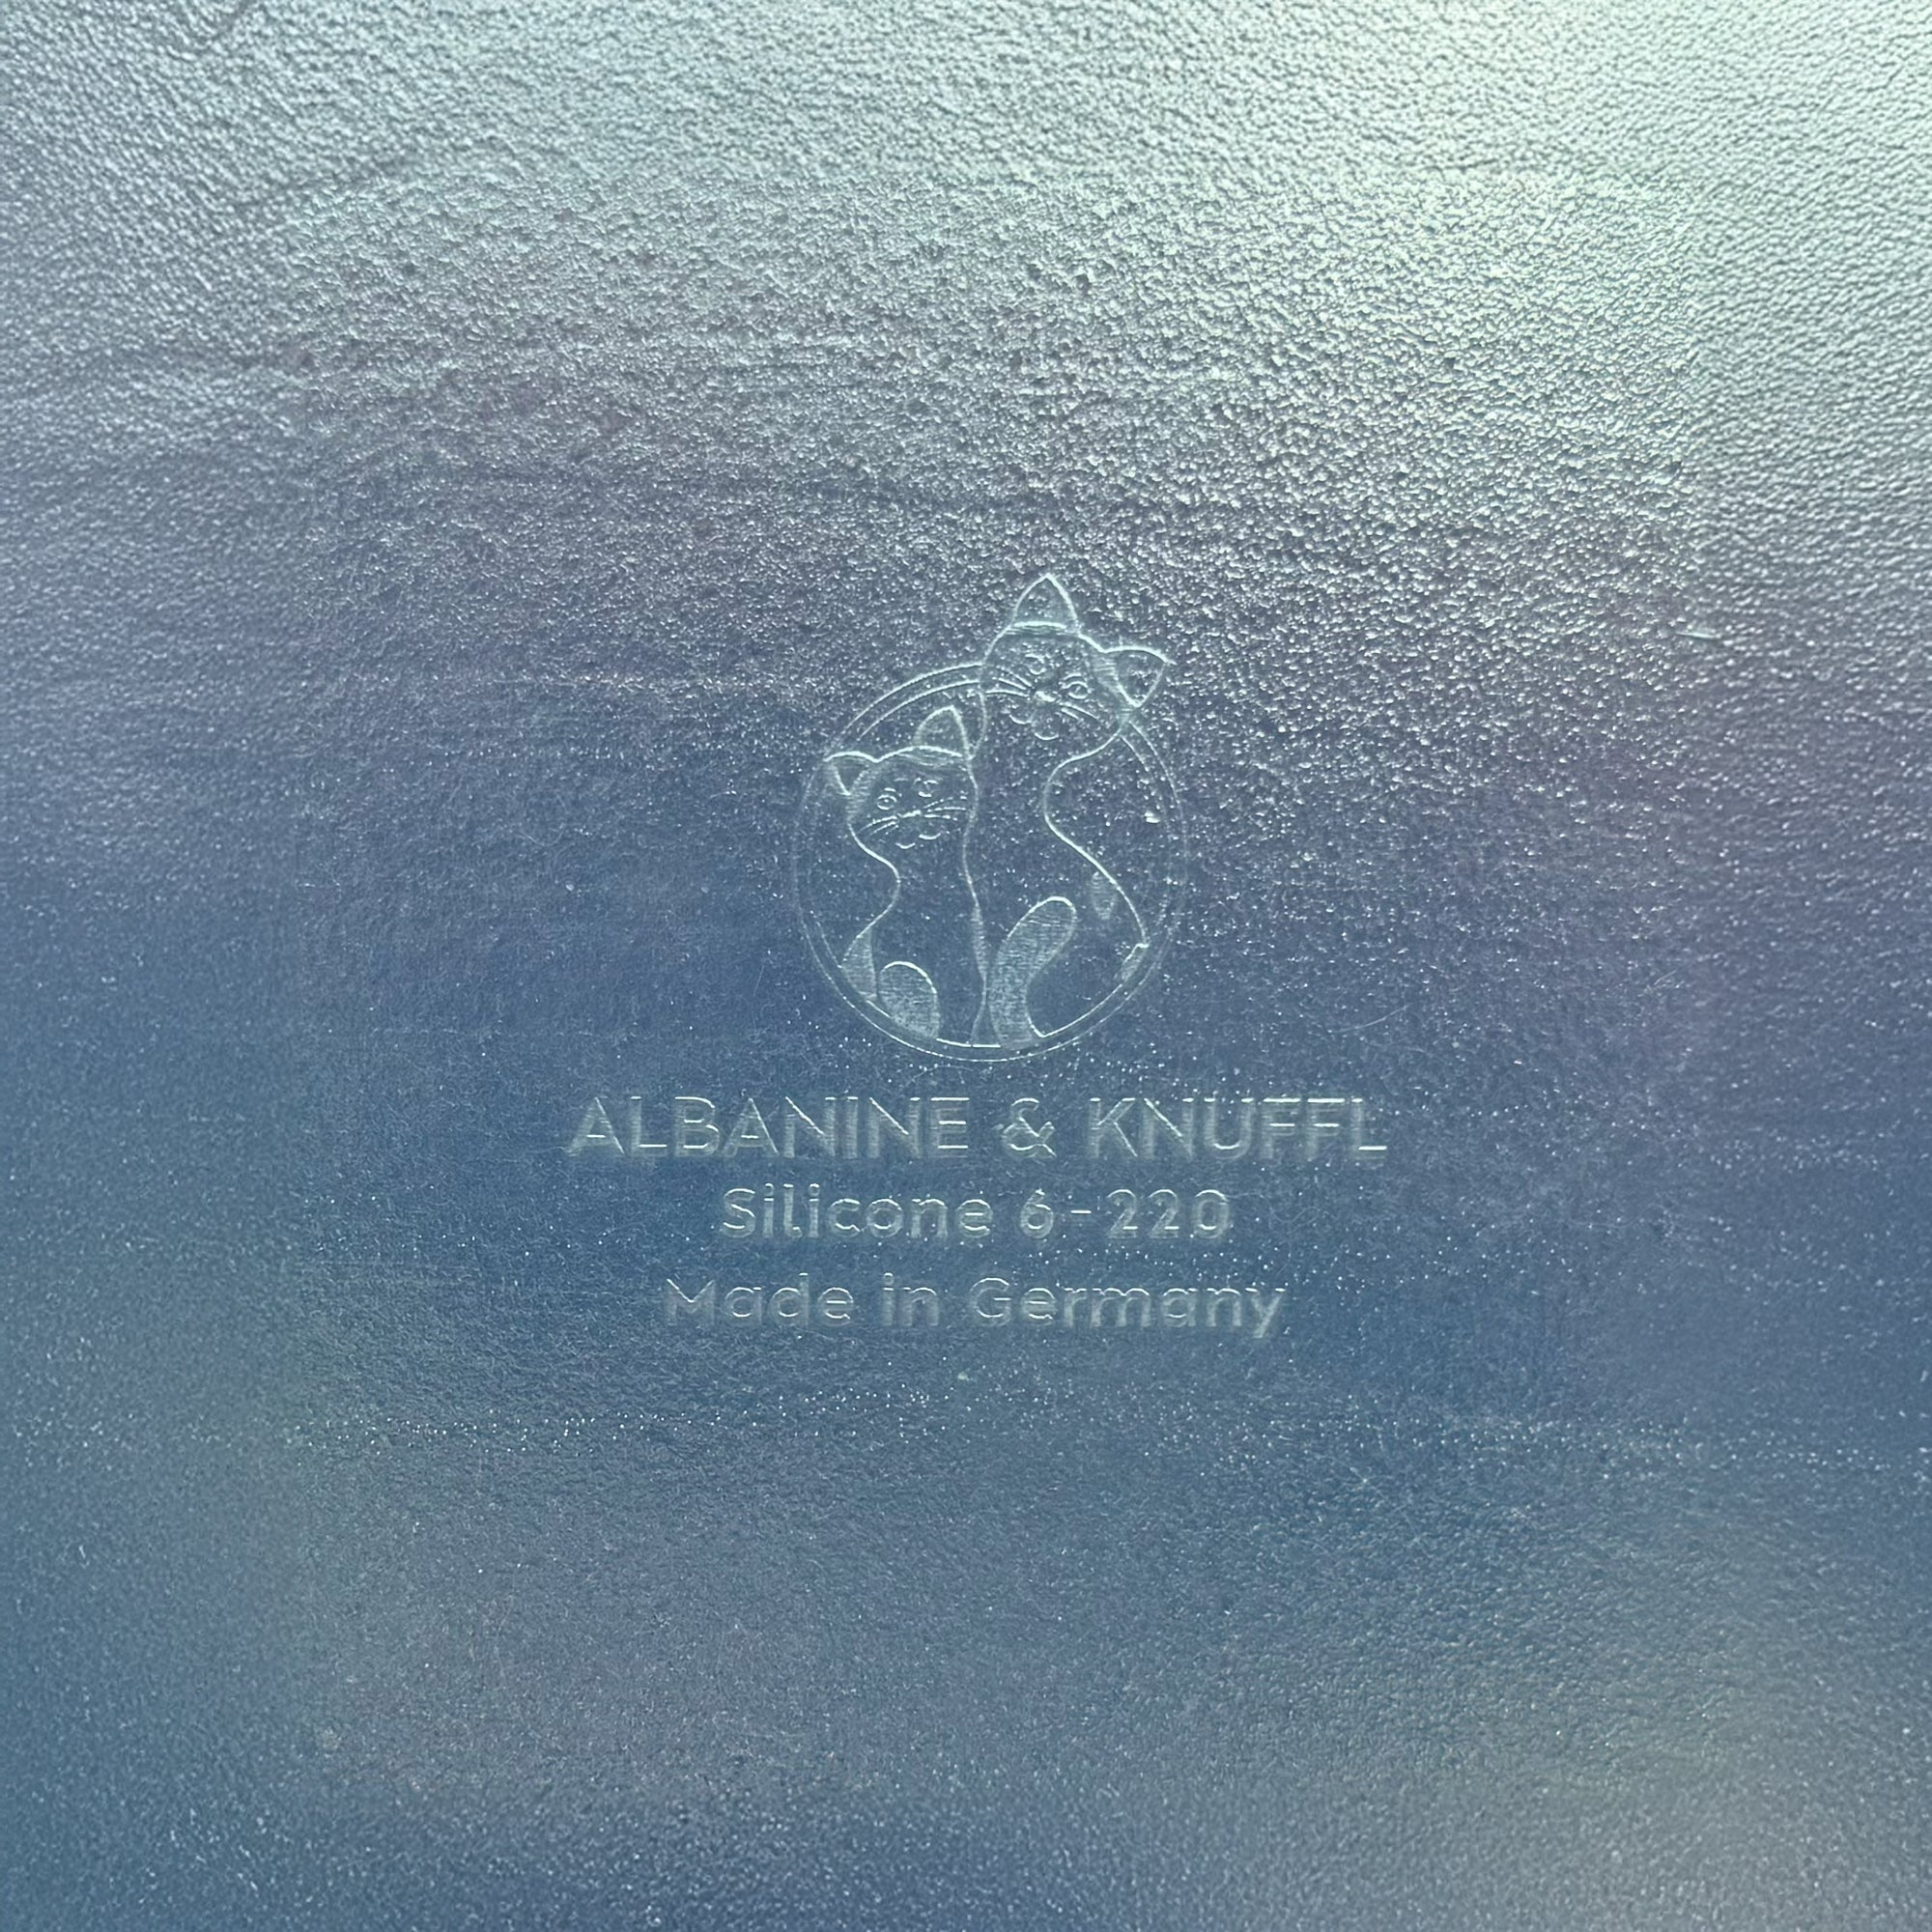 ALBANINE & KNUFFL
Silicone 6-220
Made in Germany